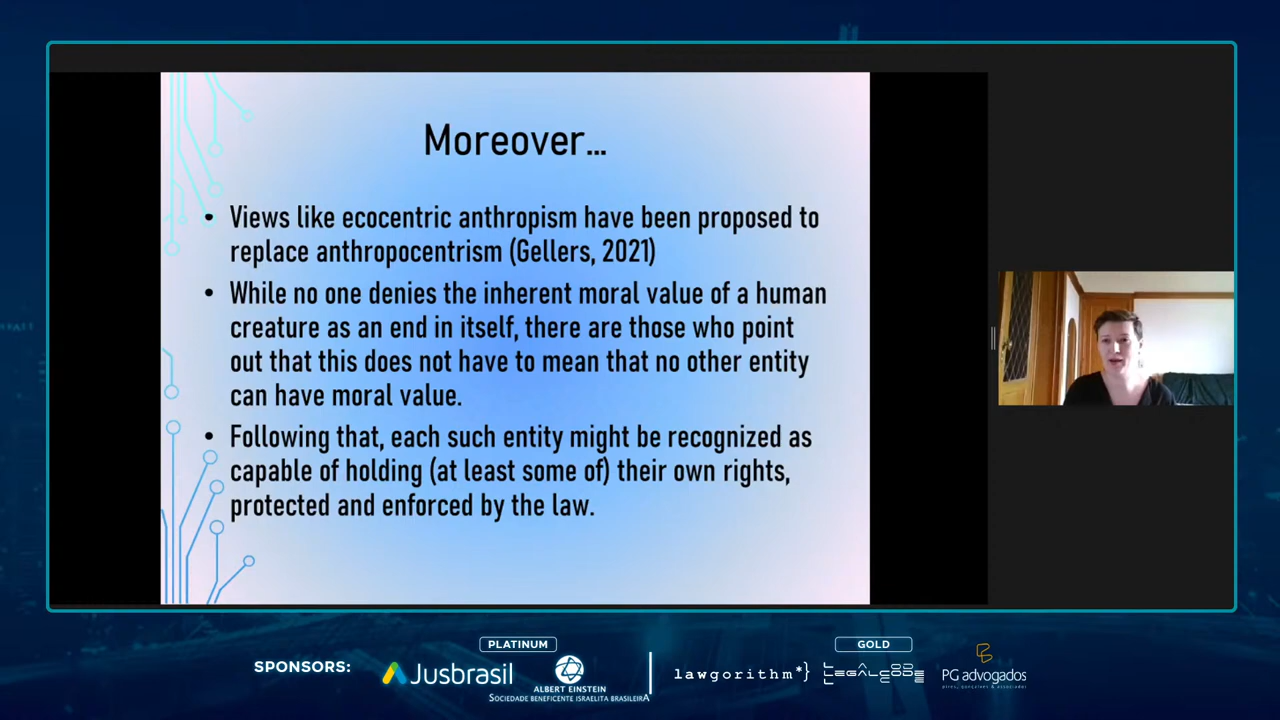 Moreover...
• Views like ecocentric anthropism have been proposed to
replace anthropocentrism (Gellers, 2021)
• While no one denies the inherent moral value of a human
creature as an end in itself, there are those who point
out that this does not have to mean that no other entity
can have moral value.
• Following that, each such entity might be recognized as
capable of holding (at least some of) their own rights,
protected and enforced by the law.
SPONSORS:
PLATINUM
Jusbrasil
ALBERT EINSTEIN
SOCIEDADE BENEFICENTE ISRAELITA BRASILEIRA
GOLD
lawgorithm*}
LEGALCODE
PG advogados